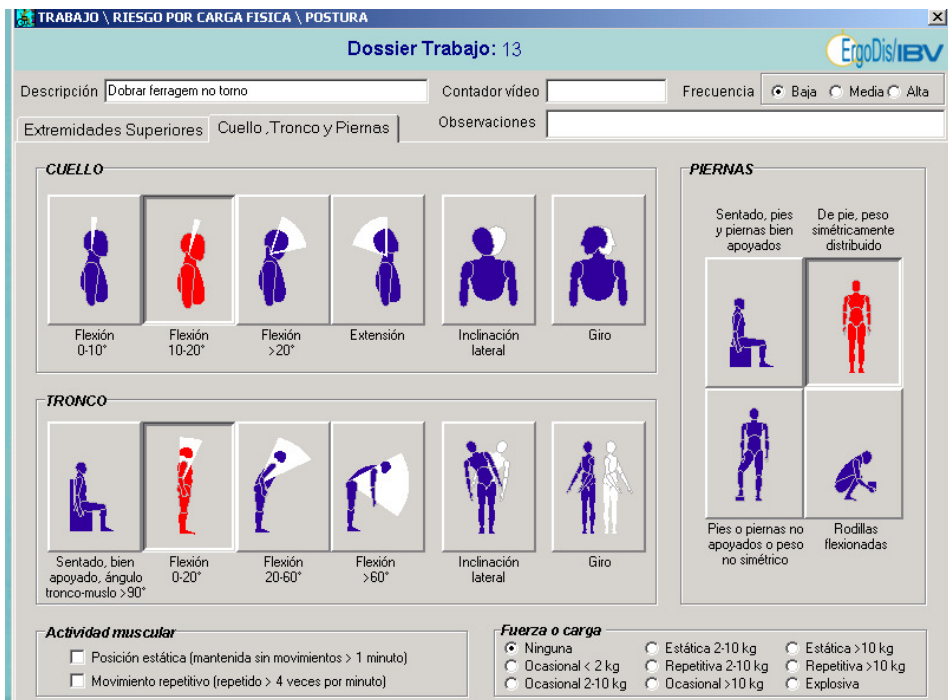 TRABAJO \ RIESGO POR CARGA FISICA \ POSTURA
Dossier Trabajo: 13
ErgoDis/IBV
Descripción Dobrar ferragem no torno
Contador vídeo
Frecuencia Baja Media Alta
Extremidades Superiores Cuello ,Tronco y Piernas
Observaciones
CUELLO
Flexión
0-10°
Flexión
10-20°
Flexión
>20°
Extensión
Inclinación
lateral
Giro
TRONCO
Sentado, bien
apoyado, ángulo
tronco-muslo >90°
Flexión
0-20°
Flexión
20-60°
Flexión
>60°
Inclinación
lateral
Giro
PIERNAS
Sentado, pies
y piernas bien
apoyados
De pie, peso
simétricamente
distribuido
Pies o piernas no
apoyados o peso
no simétrico
Rodillas
flexionadas
Actividad muscular
Posición estática (mantenida sin movimientos > 1 minuto)
Movimiento repetitivo (repetido > 4 veces por minuto)
Fuerza o carga
Ninguna Estática 2-10 kg Estática >10 kg
Ocasional < 2 kg Repetitiva 2-10 kg Repetitiva >10 kg
Ocasional 2-10 kg Ocasional >10 kg Explosiva